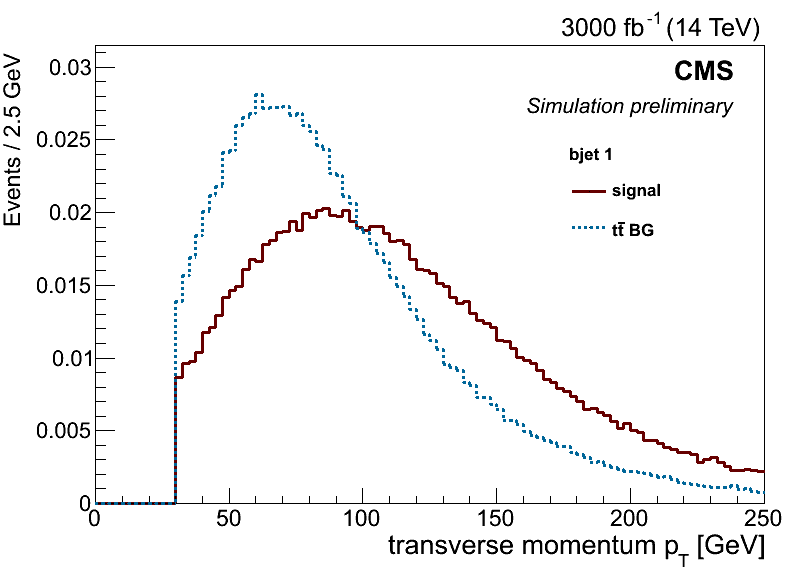 3000 fb⁻¹ (14 TeV)
Events / 2.5 GeV
CMS
Simulation preliminary
bjet 1
signal
tt̄ BG
0.03
0.025
0.02
0.015
0.01
0.005
0
0 50 100 150 200 250
transverse momentum p_T [GeV]